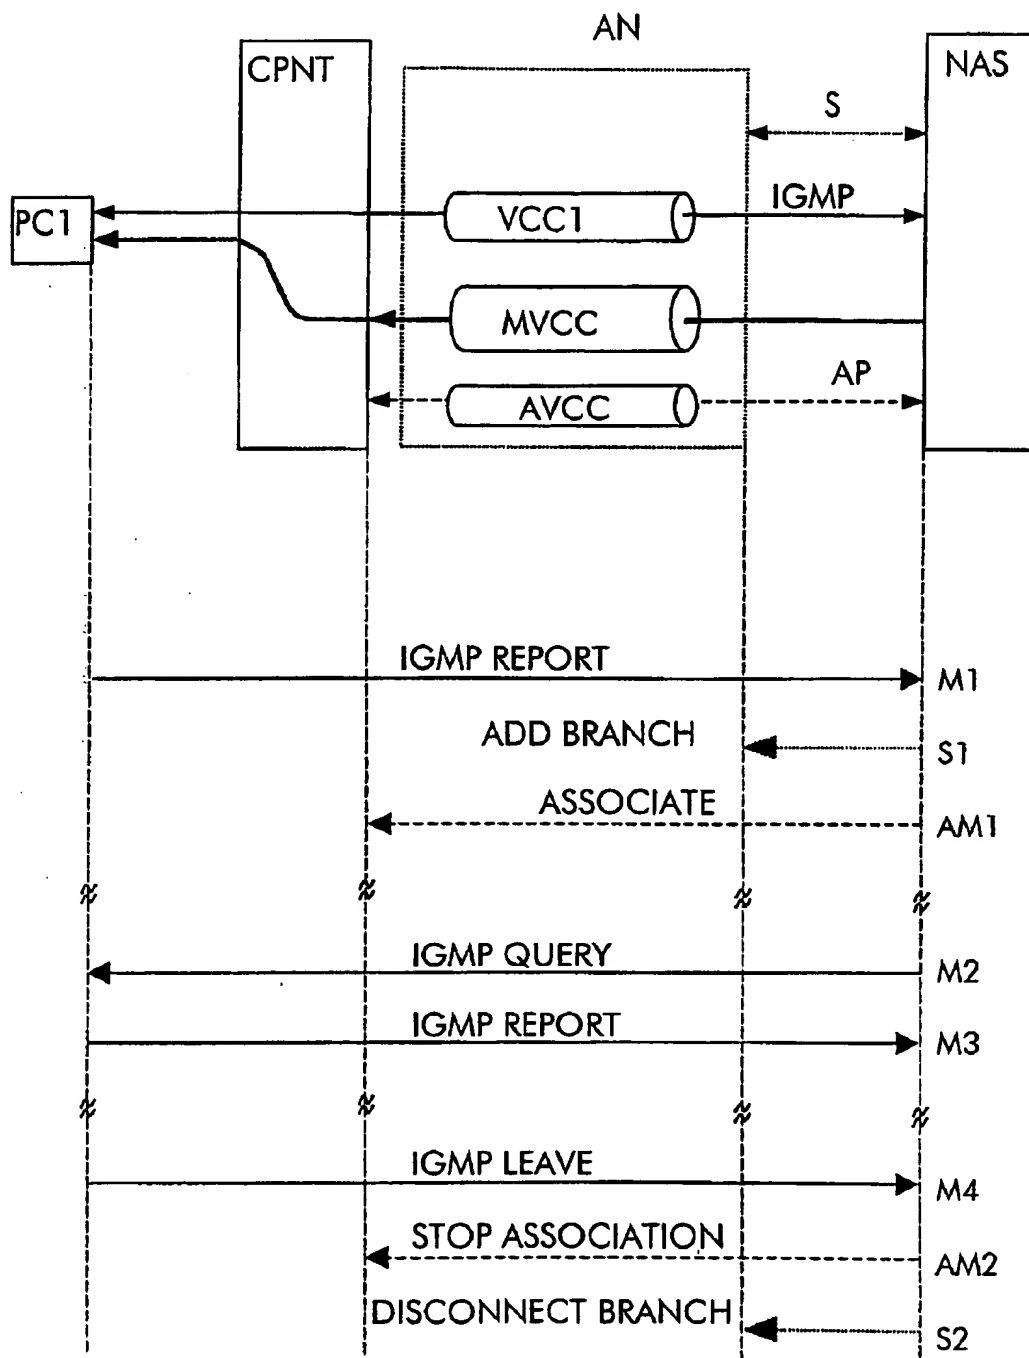 AN
CPNT
NAS
S
PC1
VCC1
IGMP
MVCC
AP
AVCC
IGMP REPORT
M1
ADD BRANCH
S1
ASSOCIATE
AM1
IGMP QUERY
M2
IGMP REPORT
M3
IGMP LEAVE
M4
STOP ASSOCIATION
AM2
DISCONNECT BRANCH
S2